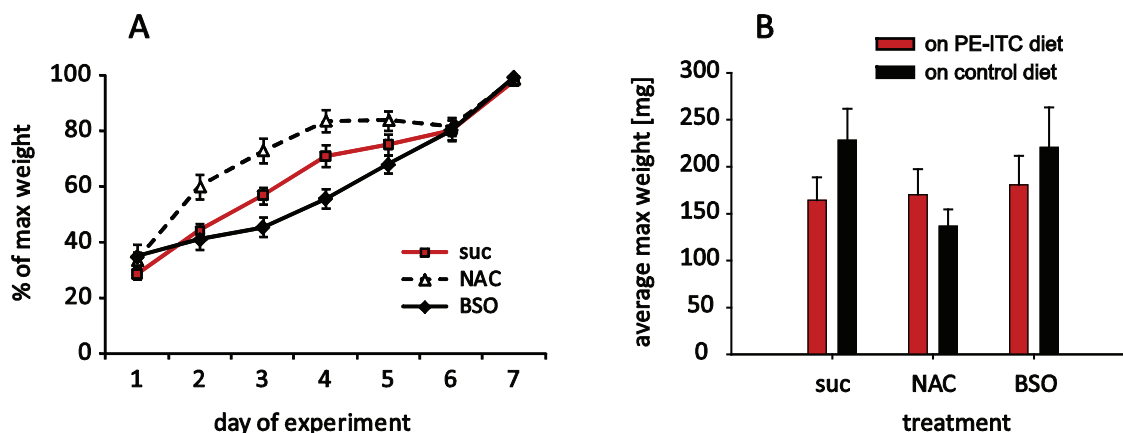 A
% of max weight
100
80
60
40
20
0
suc
NAC
BSO
1 2 3 4 5 6 7
day of experiment
B
on PE-ITC diet
on control diet
average max weight [mg]
300
250
200
150
100
50
0
suc NAC BSO
treatment